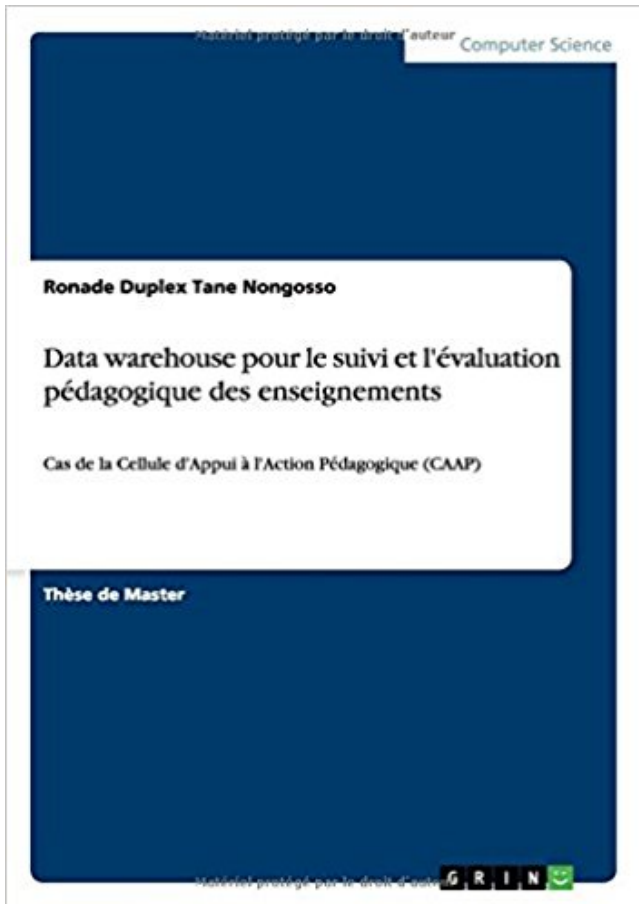 Matériel protégé par le droit d'auteur
Computer Science
Ronade Duplex Tane Nongosso
Data warehouse pour le suivi et l'évaluation
pédagogique des enseignements
Cas de la Cellule d'Appui à l'Action Pédagogique (CAAP)
Thèse de Master
Matériel protégé par le droit d'auteur
GRIN